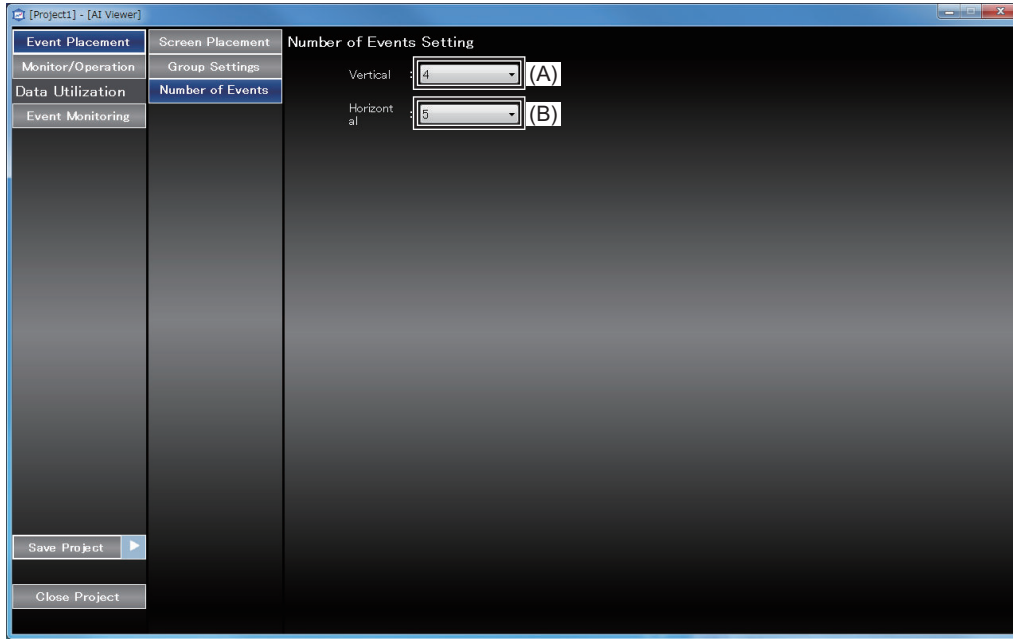 [Project1] - [AI Viewer]
Event Placement
Monitor/Operation
Data Utilization
Event Monitoring
Save Project
Close Project
Screen Placement
Group Settings
Number of Events
Number of Events Setting
Vertical : 4 (A)
Horizont
al : 5 (B)